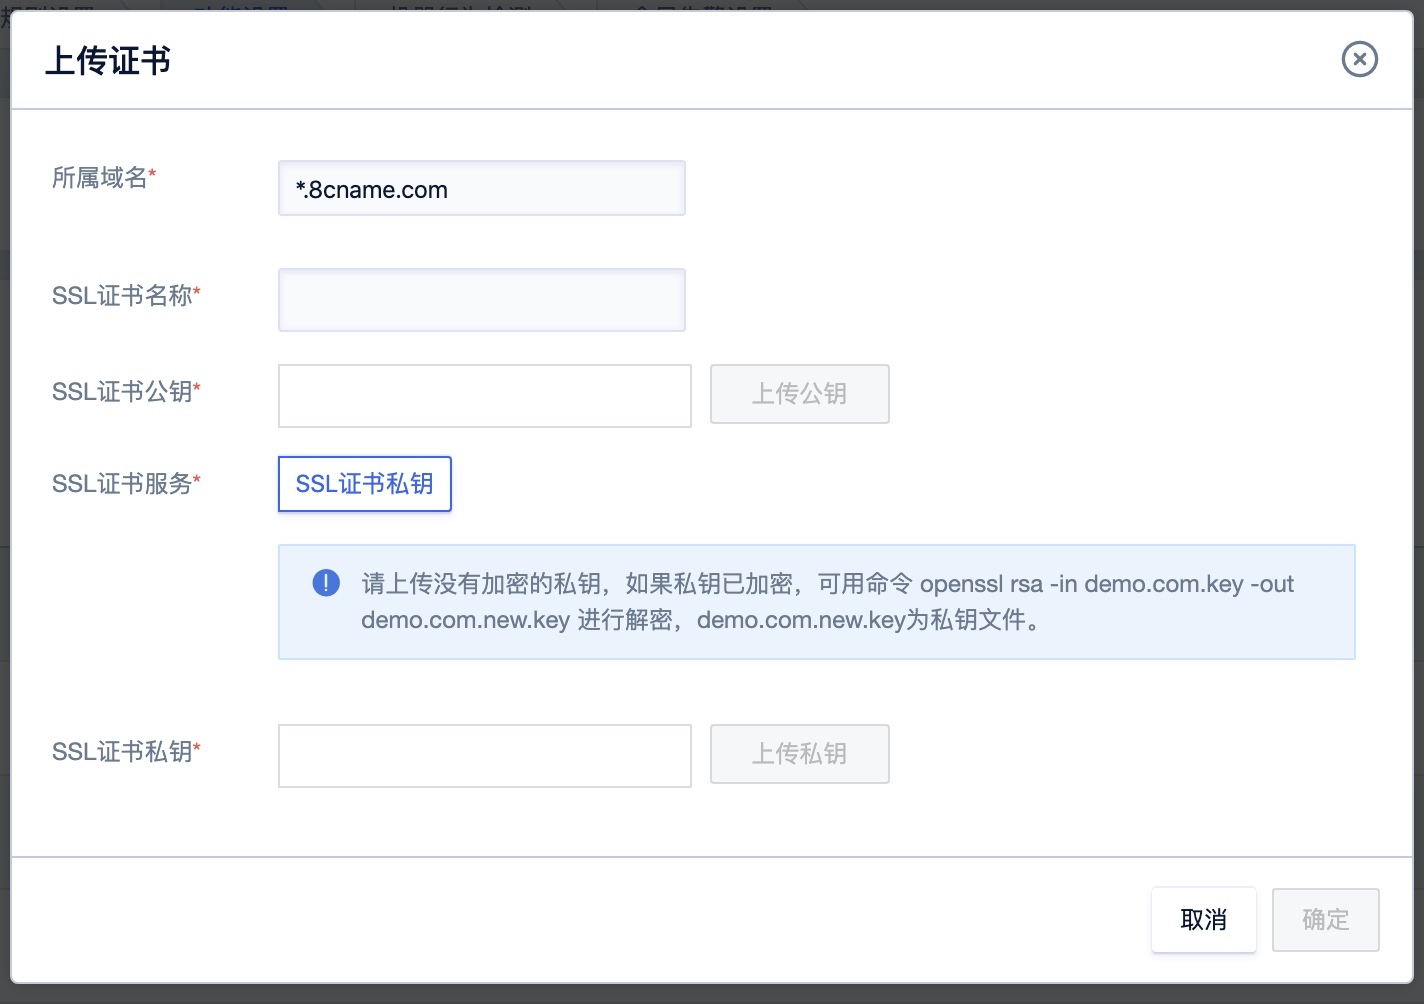 上传证书
所属域名*
*.8cname.com
SSL证书名称*
SSL证书公钥*
上传公钥
SSL证书服务*
SSL证书私钥
请上传没有加密的私钥，如果私钥已加密，可用命令 openssl rsa -in demo.com.key -out
demo.com.new.key 进行解密，demo.com.new.key为私钥文件。
SSL证书私钥*
上传私钥
取消
确定